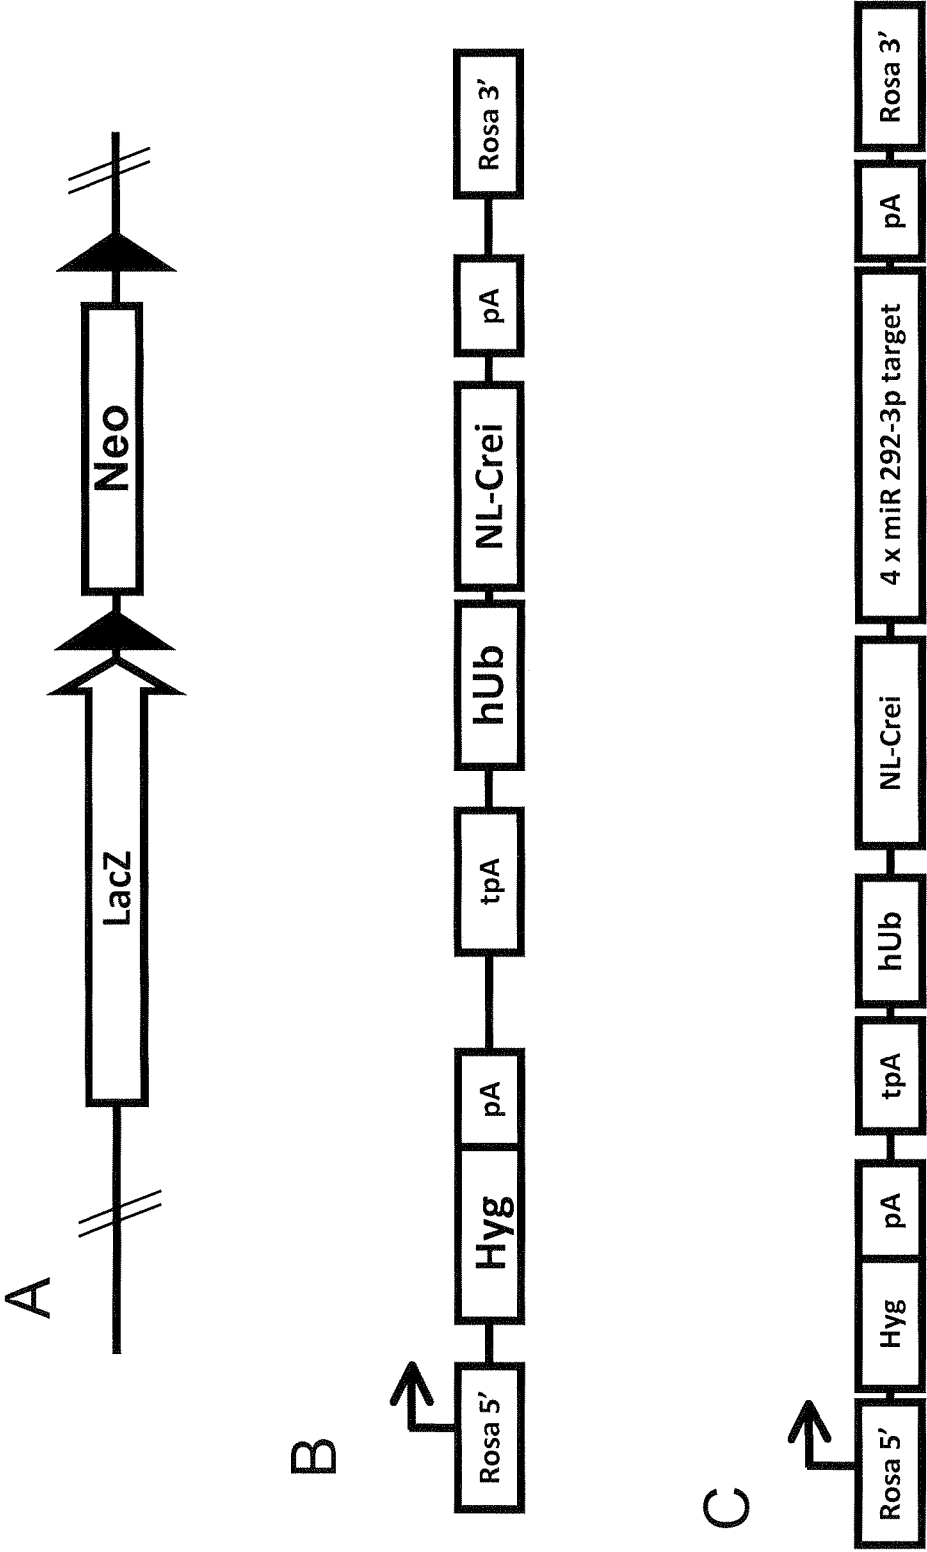 A
LacZ
Neo
B
Rosa 5'
Hyg
pA
tpA
hUb
NL-Crei
pA
Rosa 3'
C
Rosa 5'
Hyg
pA
tpA
hUb
NL-Crei
4 x miR 292-3p target
pA
Rosa 3'